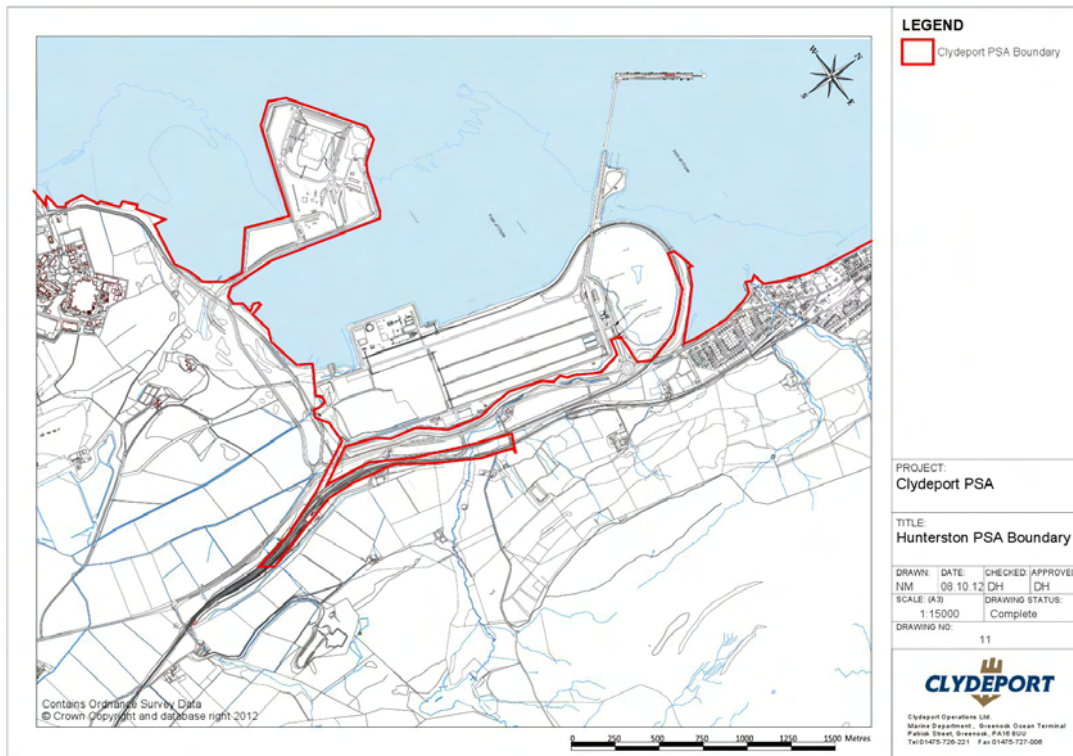 LEGEND
Clydeport PSA Boundary
W
N
S
E
Firth of Clyde
PROJECT:
Clydeport PSA
TITLE:
Hunterston PSA Boundary
DRAWN: DATE: CHECKED: APPROVED
NM 08.10.12 DH DH
SCALE: (A3) DRAWING STATUS:
1:15000 Complete
DRAWING NO:
11
CLYDEPORT
Clydeport Operations Ltd.
Marine Department, Greenock Ocean Terminal
Patrick Street, Greenock, PA16 8UU
Tel 01475-726-221 Fax 01475-727-006
Contains Ordnance Survey Data
© Crown Copyright and database right 2012
0 250 500 750 1000 1250 1500 Metres